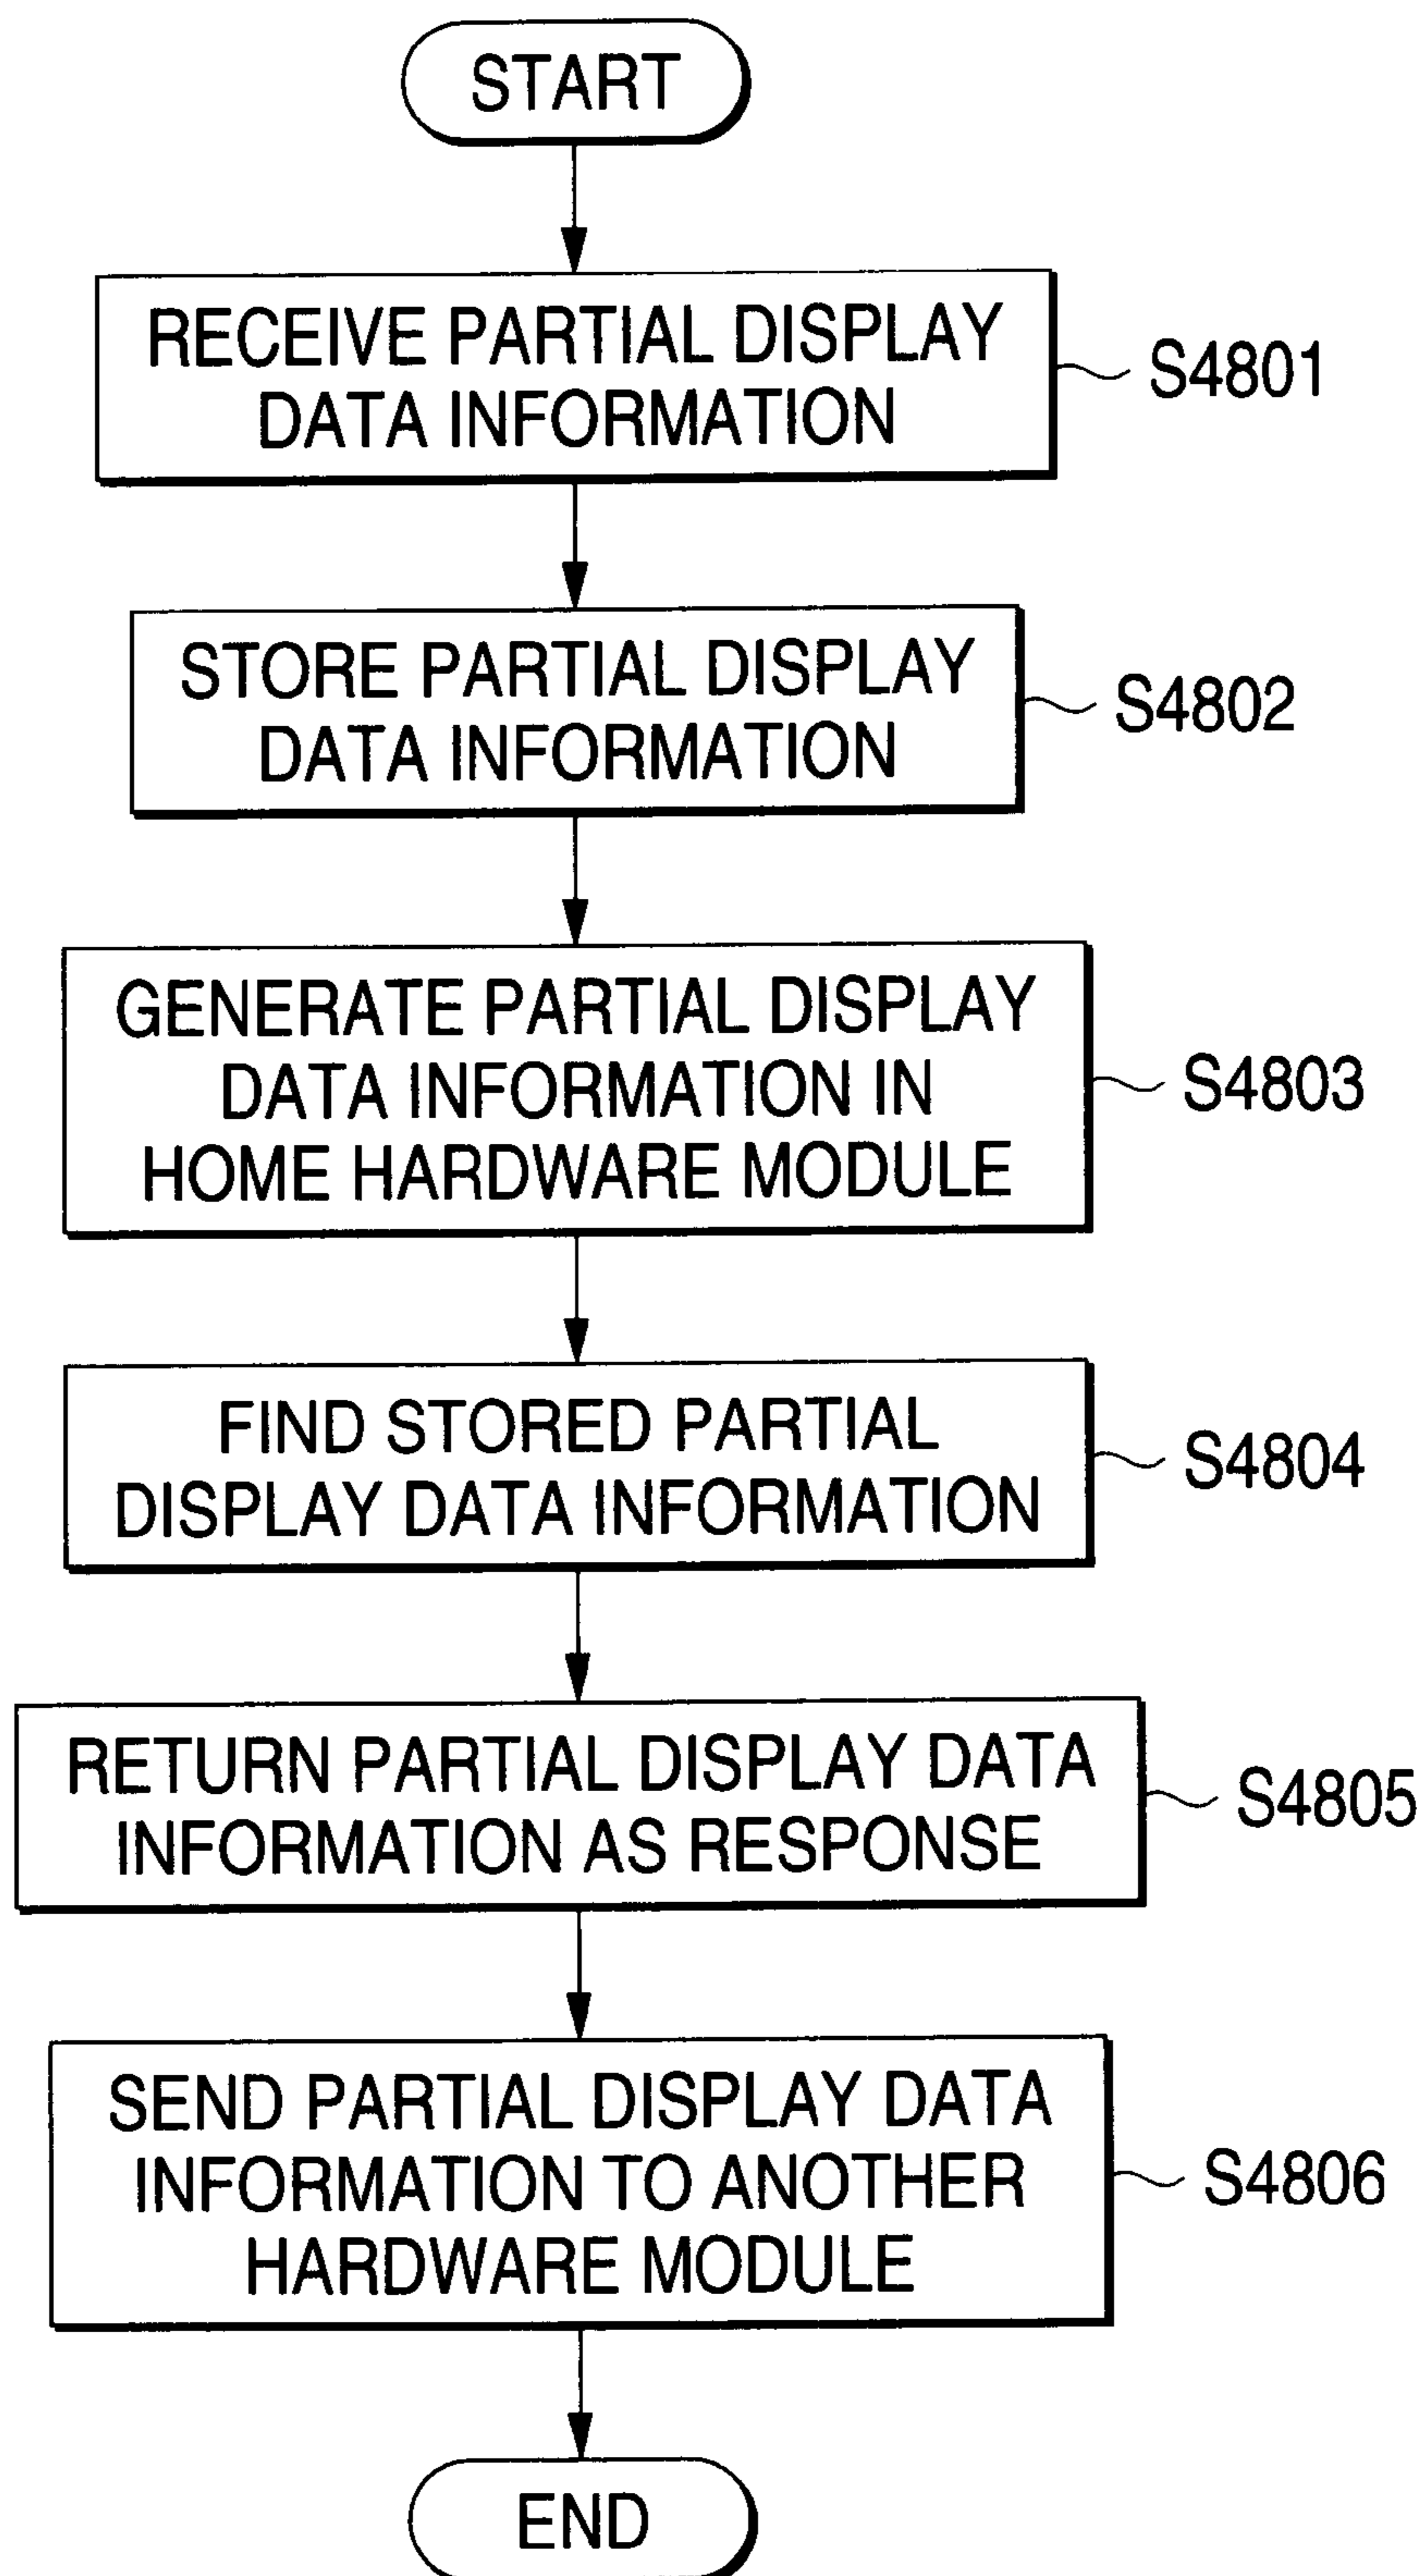 START
RECEIVE PARTIAL DISPLAY
DATA INFORMATION
S4801
STORE PARTIAL DISPLAY
DATA INFORMATION
S4802
GENERATE PARTIAL DISPLAY
DATA INFORMATION IN
HOME HARDWARE MODULE
S4803
FIND STORED PARTIAL
DISPLAY DATA INFORMATION
S4804
RETURN PARTIAL DISPLAY DATA
INFORMATION AS RESPONSE
S4805
SEND PARTIAL DISPLAY DATA
INFORMATION TO ANOTHER
HARDWARE MODULE
S4806
END